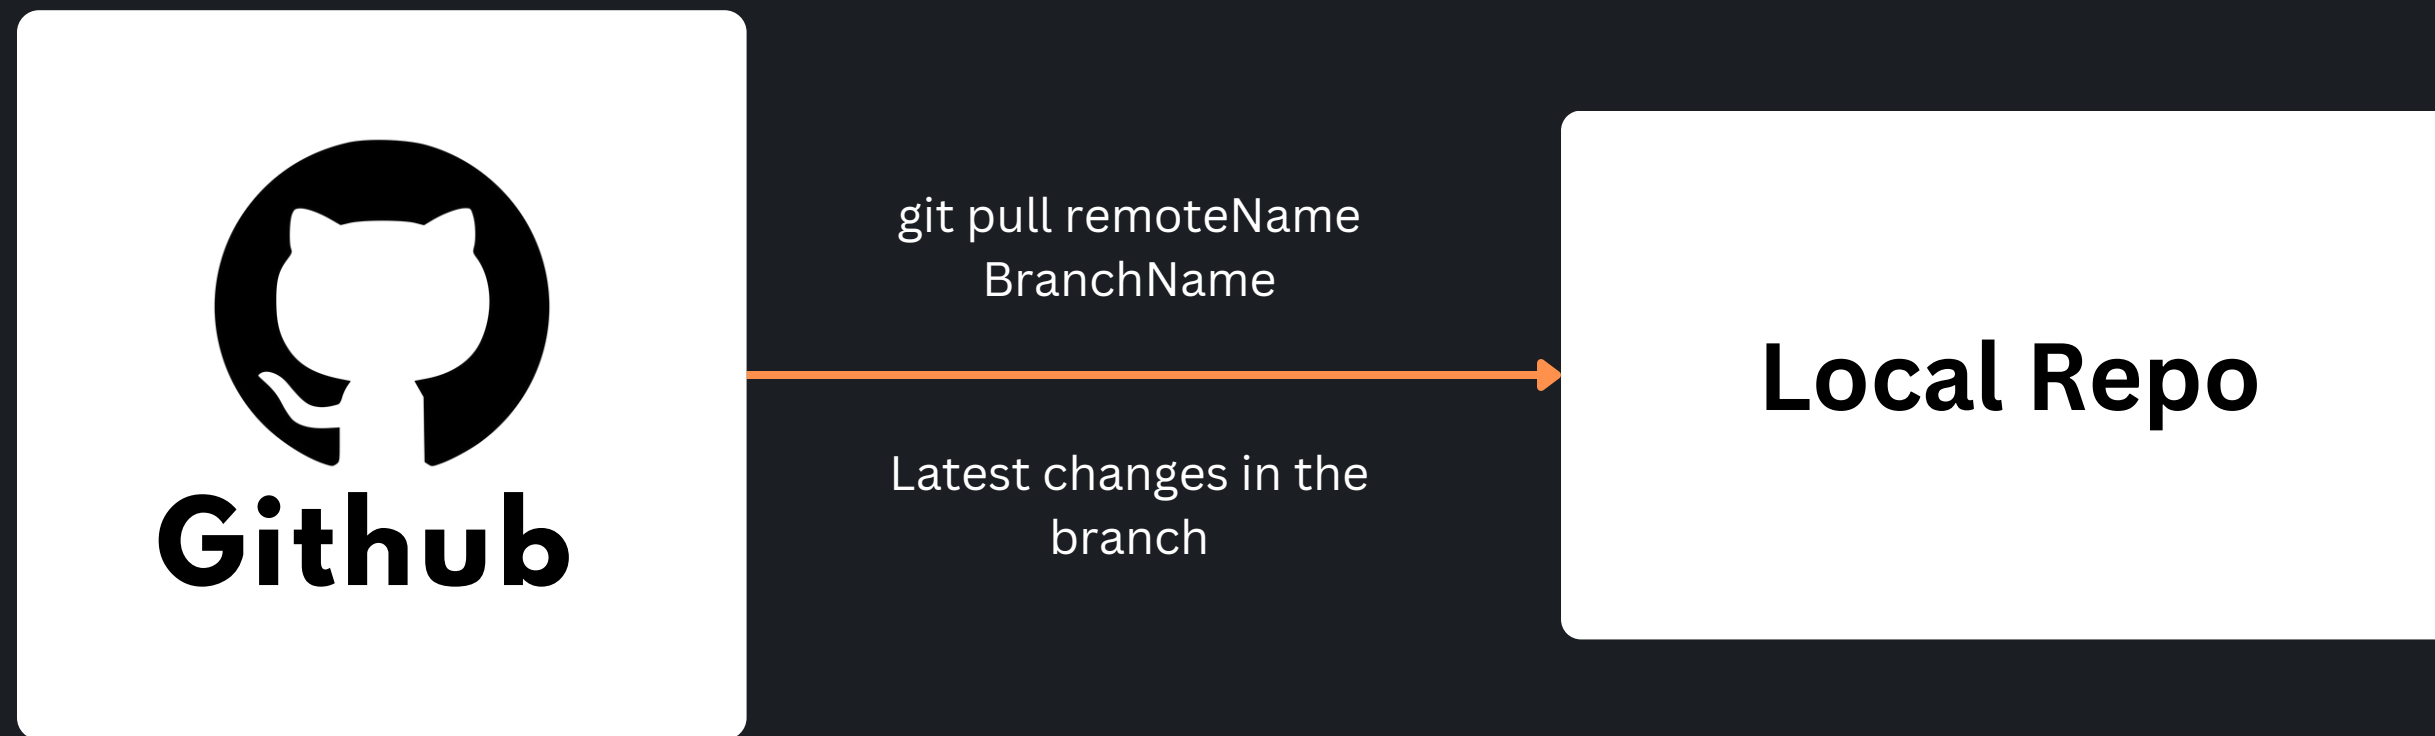 Github
git pull remoteName
BranchName
Latest changes in the
branch
Local Repo